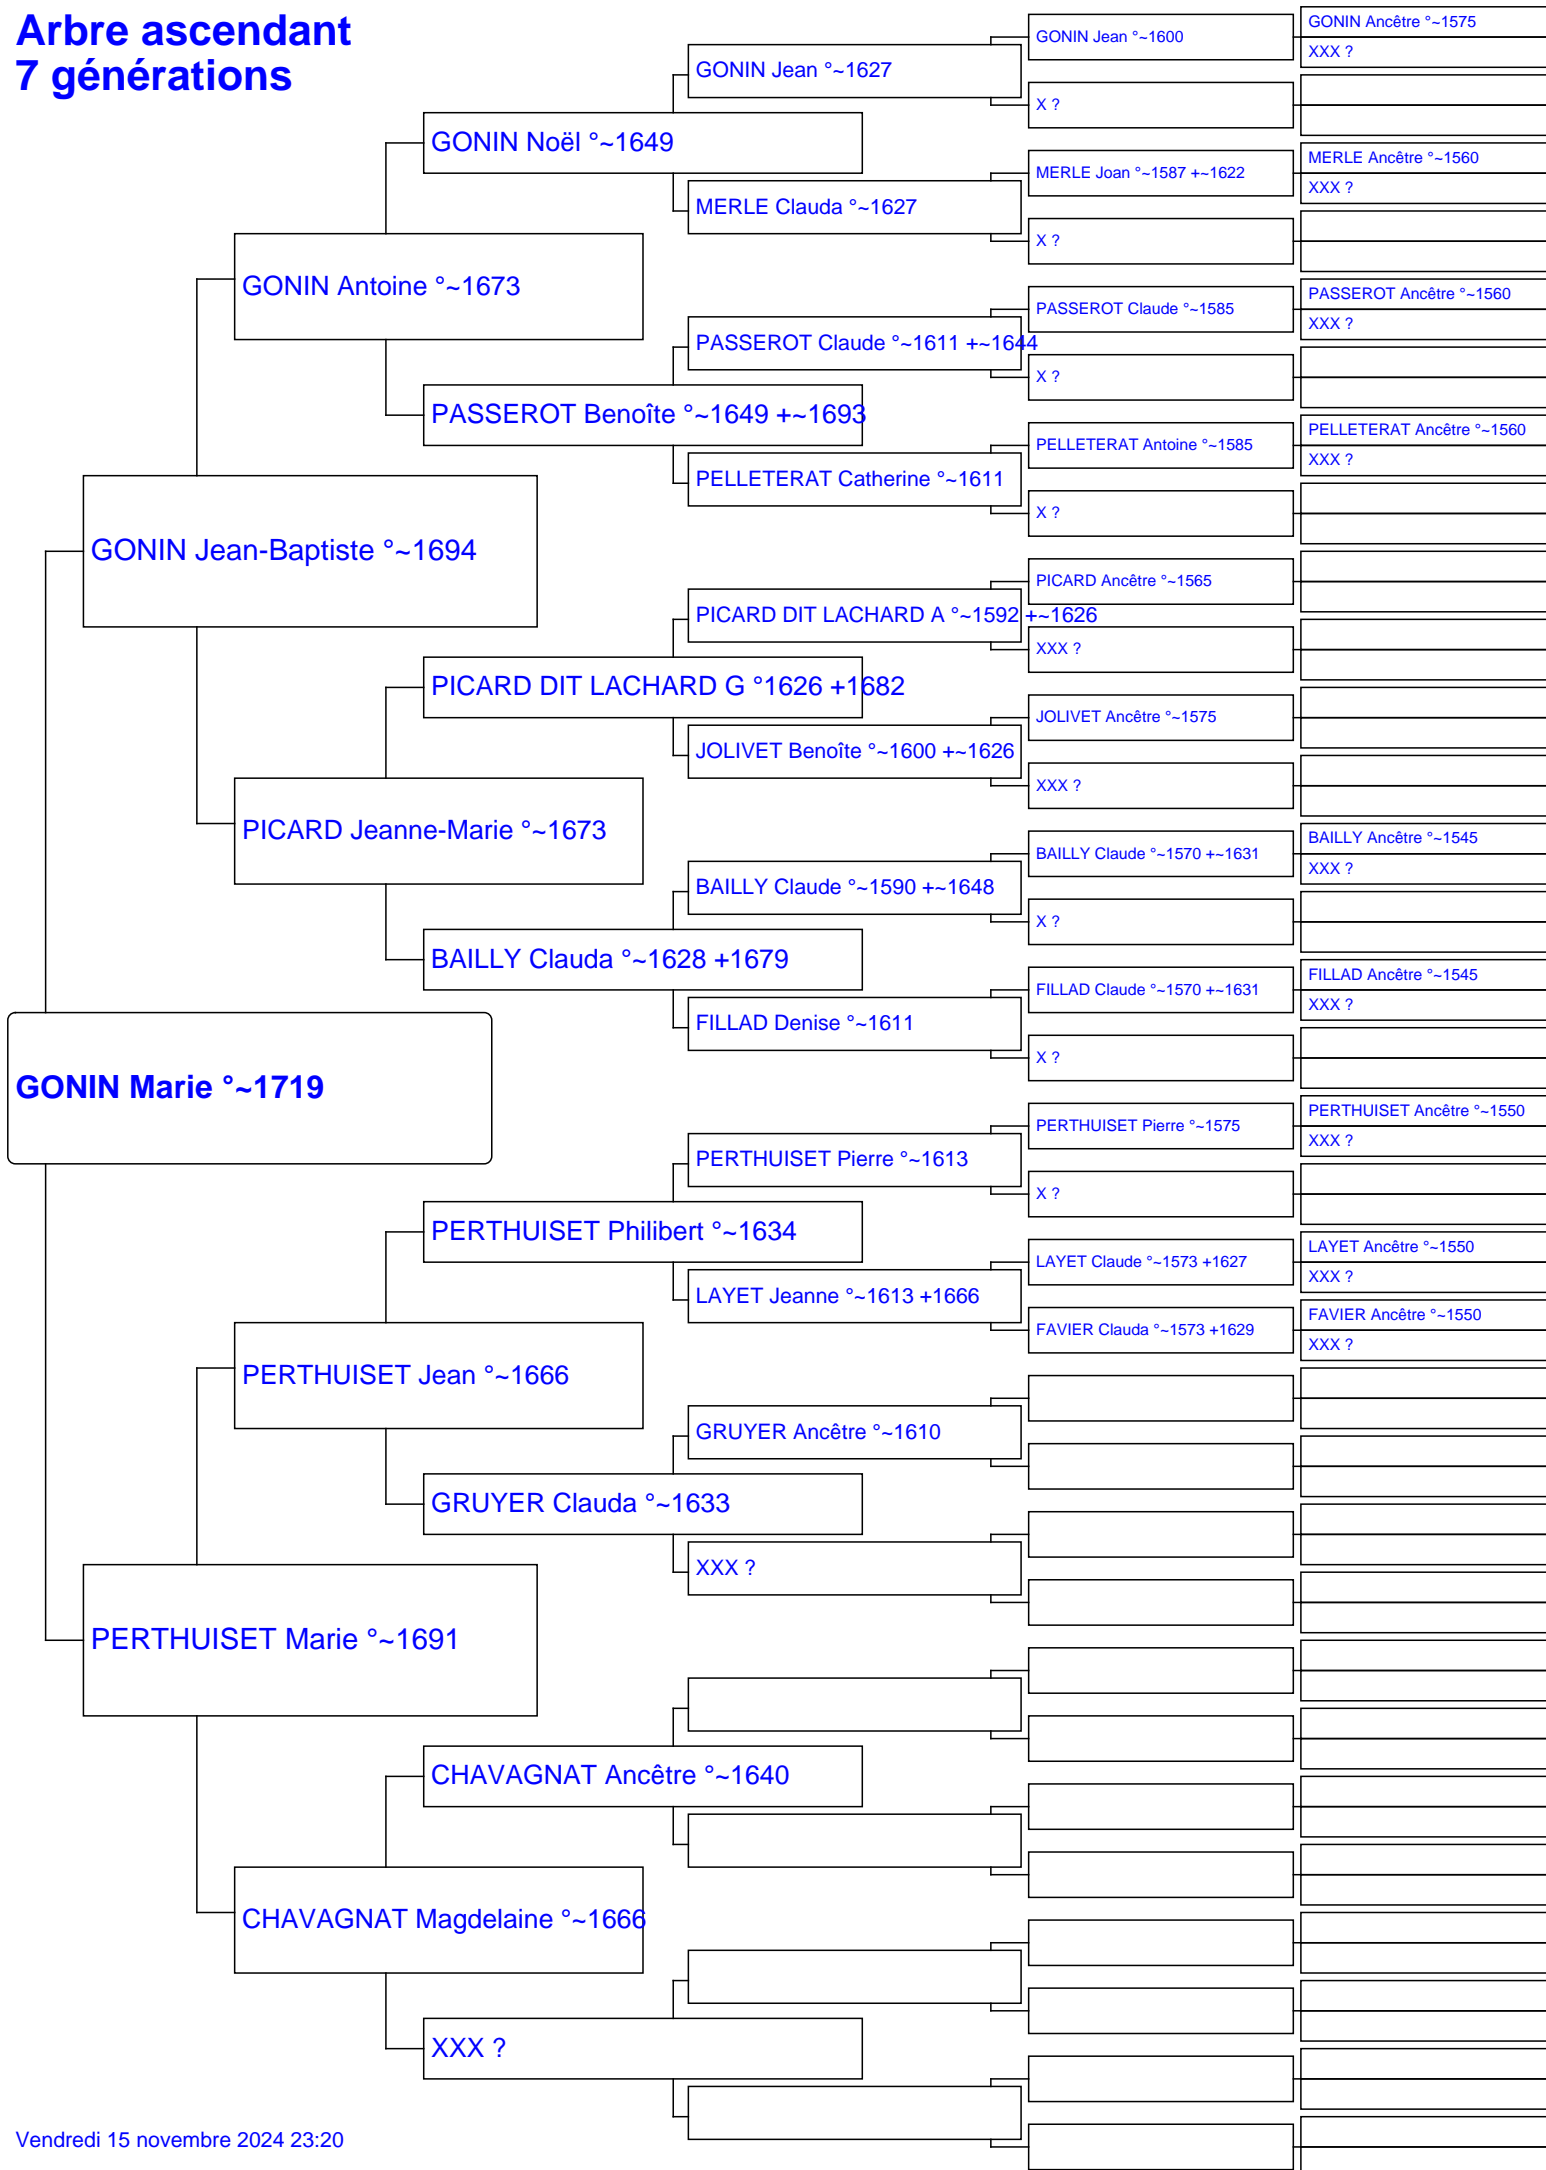 Arbre ascendant
7 générations
GONIN Marie °~1719
GONIN Jean-Baptiste °~1694
PERTHUISET Marie °~1691
GONIN Antoine °~1673
PICARD Jeanne-Marie °~1673
PERTHUISET Jean °~1666
CHAVAGNAT Magdelaine °~1666
GONIN Noël °~1649
PASSEROT Benoîte °~1649 +~1693
PICARD DIT LACHARD G °1626 +1682
BAILLY Clauda °~1628 +1679
PERTHUISET Philibert °~1634
GRUYER Clauda °~1633
CHAVAGNAT Ancêtre °~1640
XXX ?
GONIN Jean °~1627
MERLE Clauda °~1627
PASSEROT Claude °~1611 +~1644
PELLETERAT Catherine °~1611
PICARD DIT LACHARD A °~1592 +~1626
JOLIVET Benoîte °~1600 +~1626
BAILLY Claude °~1590 +~1648
FILLAD Denise °~1611
PERTHUISET Pierre °~1613
LAYET Jeanne °~1613 +1666
GRUYER Ancêtre °~1610
XXX ?
GONIN Jean °~1600
X ?
MERLE Joan °~1587 +~1622
X ?
PASSEROT Claude °~1585
X ?
PELLETERAT Antoine °~1585
X ?
PICARD Ancêtre °~1565
XXX ?
JOLIVET Ancêtre °~1575
XXX ?
BAILLY Claude °~1570 +~1631
X ?
FILLAD Claude °~1570 +~1631
X ?
PERTHUISET Pierre °~1575
X ?
LAYET Claude °~1573 +1627
FAVIER Clauda °~1573 +1629
GONIN Ancêtre °~1575
XXX ?
MERLE Ancêtre °~1560
XXX ?
PASSEROT Ancêtre °~1560
XXX ?
PELLETERAT Ancêtre °~1560
XXX ?
BAILLY Ancêtre °~1545
XXX ?
FILLAD Ancêtre °~1545
XXX ?
PERTHUISET Ancêtre °~1550
XXX ?
LAYET Ancêtre °~1550
XXX ?
FAVIER Ancêtre °~1550
XXX ?
Vendredi 15 novembre 2024 23:20